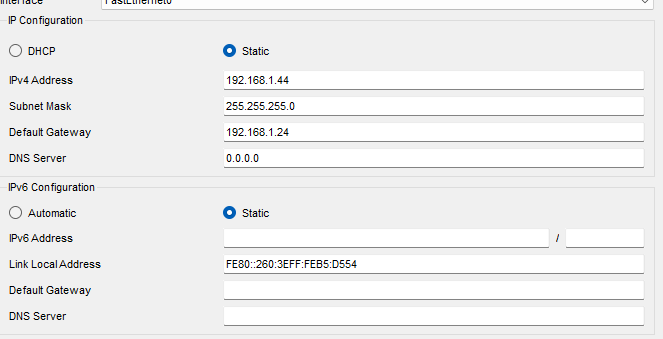 Interface FastEthernet0
IP Configuration
DHCP Static
IPv4 Address 192.168.1.44
Subnet Mask 255.255.255.0
Default Gateway 192.168.1.24
DNS Server 0.0.0.0
IPv6 Configuration
Automatic Static
IPv6 Address /
Link Local Address FE80::260:3EFF:FEB5:D554
Default Gateway
DNS Server